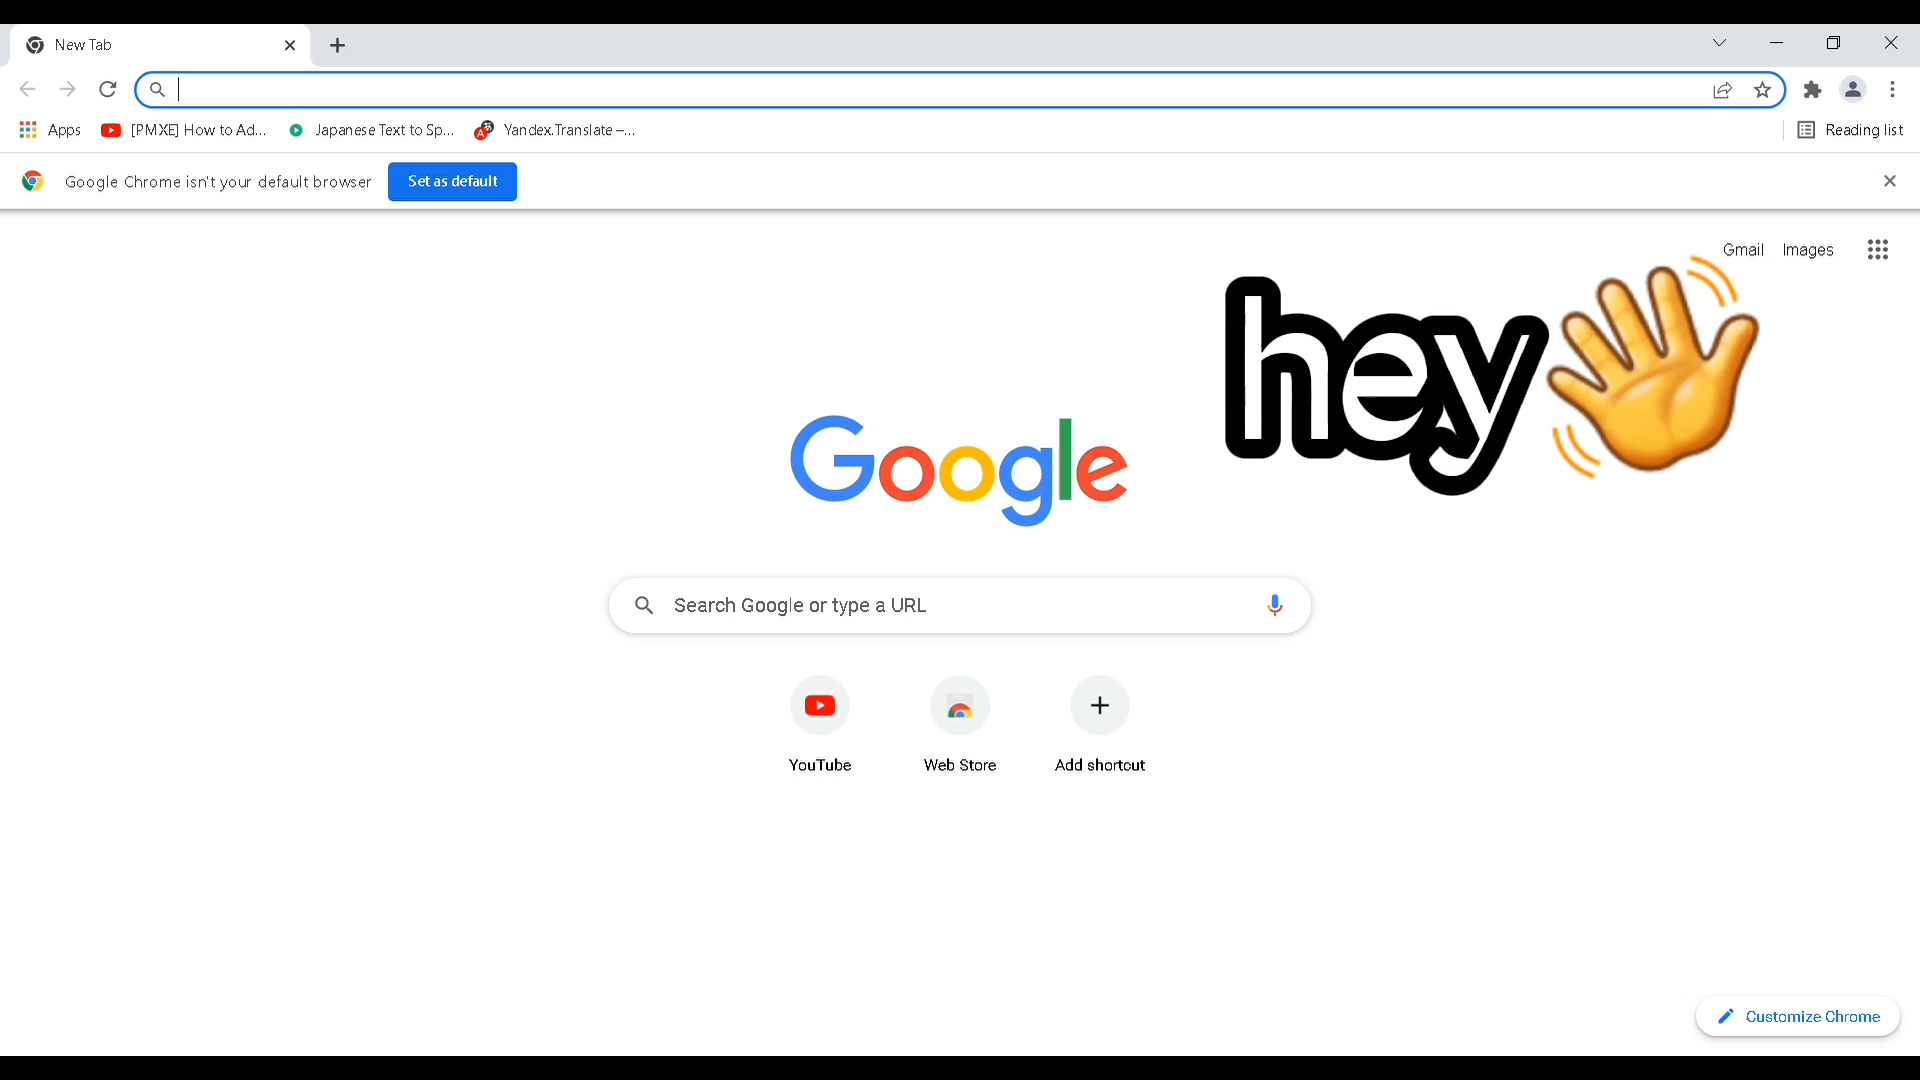 New Tab
Apps
[PMXE] How to Ad...
Japanese Text to Sp...
Yandex.Translate –...
Reading list
Google Chrome isn't your default browser
Set as default
Gmail
Images
hey
Google
Search Google or type a URL
YouTube
Web Store
Add shortcut
Customize Chrome